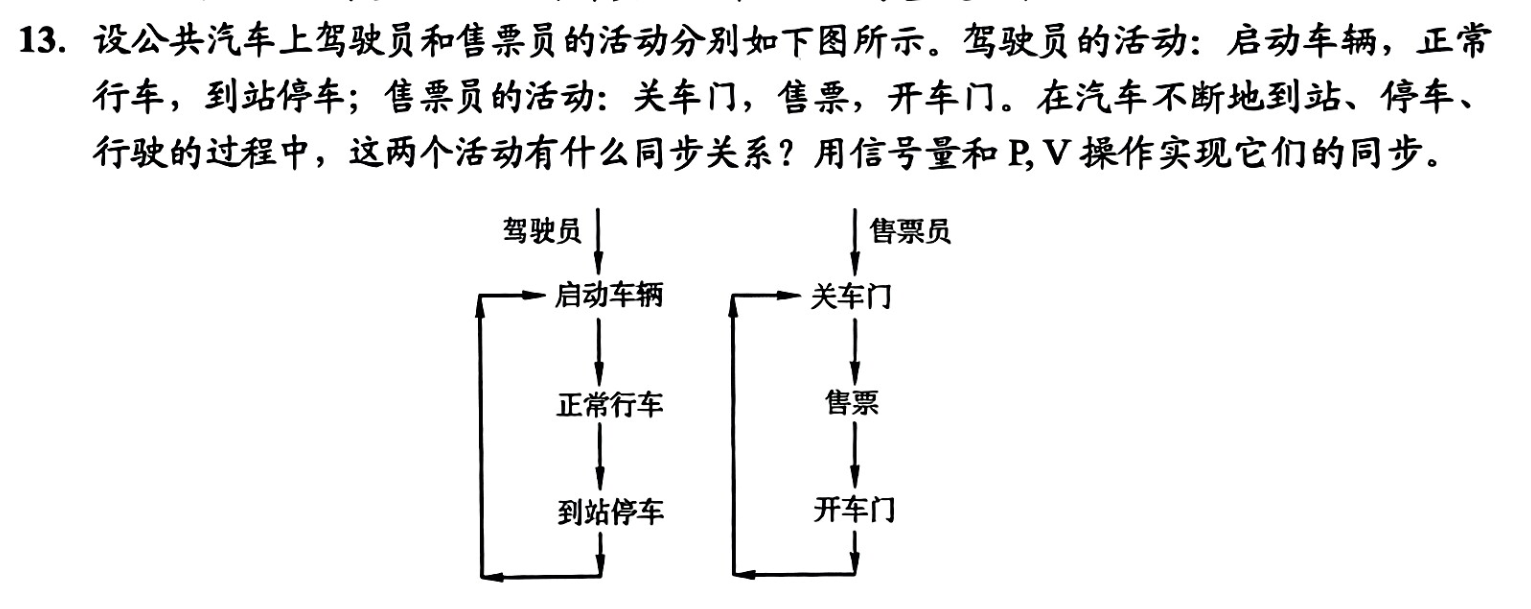 13. 设公共汽车上驾驶员和售票员的活动分别如下图所示。驾驶员的活动：启动车辆，正常
行车，到站停车；售票员的活动：关车门，售票，开车门。在汽车不断地到站、停车、
行驶的过程中，这两个活动有什么同步关系？用信号量和 P, V 操作实现它们的同步。
驾驶员 售票员
启动车辆 关车门
正常行车 售票
到站停车 开车门